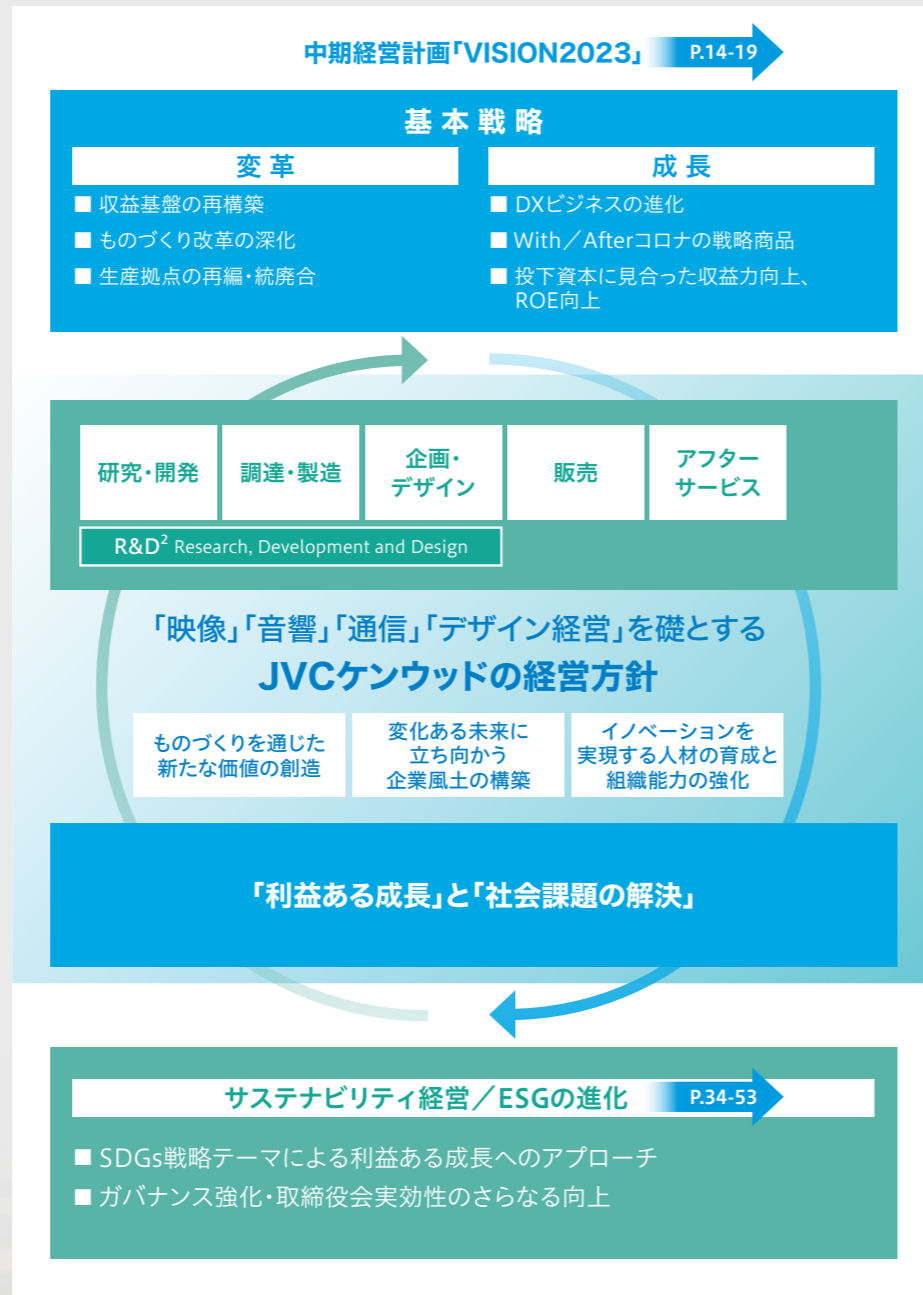 中期経営計画「VISION2023」 P.14-19
基本戦略
変革
■ 収益基盤の再構築
■ ものづくり改革の深化
■ 生産拠点の再編・統廃合
成長
■ DXビジネスの進化
■ With／Afterコロナの戦略商品
■ 投下資本に見合った収益力向上、
ROE向上
研究・開発
調達・製造
企画・
デザイン
販売
アフター
サービス
R&D² Research, Development and Design
「映像」「音響」「通信」「デザイン経営」を礎とする
JVCケンウッドの経営方針
ものづくりを通じた
新たな価値の創造
変化ある未来に
立ち向かう
企業風土の構築
イノベーションを
実現する人材の育成と
組織能力の強化
「利益ある成長」と「社会課題の解決」
サステナビリティ経営／ESGの進化 P.34-53
■ SDGs戦略テーマによる利益ある成長へのアプローチ
■ ガバナンス強化・取締役会実効性のさらなる向上